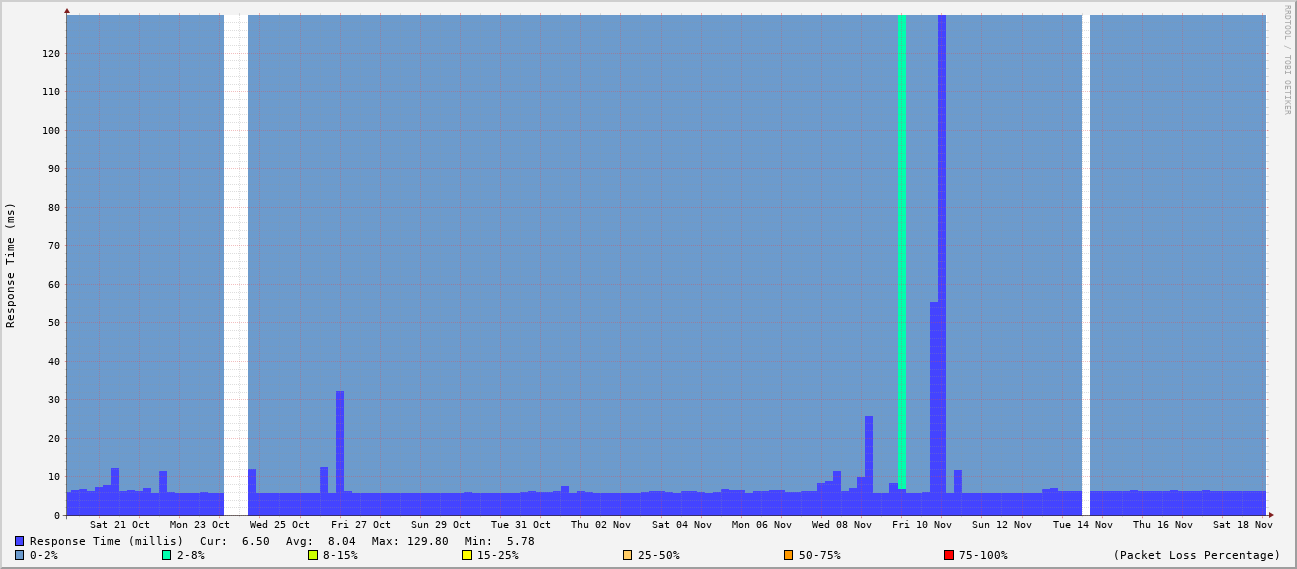 RRDTOOL / TOBI OETIKER
Response Time (ms)
120
110
100
90
80
70
60
50
40
30
20
10
0
Sat 21 Oct Mon 23 Oct Wed 25 Oct Fri 27 Oct Sun 29 Oct Tue 31 Oct Thu 02 Nov Sat 04 Nov Mon 06 Nov Wed 08 Nov Fri 10 Nov Sun 12 Nov Tue 14 Nov Thu 16 Nov Sat 18 Nov
Response Time (millis) Cur: 6.50 Avg: 8.04 Max: 129.80 Min: 5.78
0-2% 2-8% 8-15% 15-25% 25-50% 50-75% 75-100% (Packet Loss Percentage)